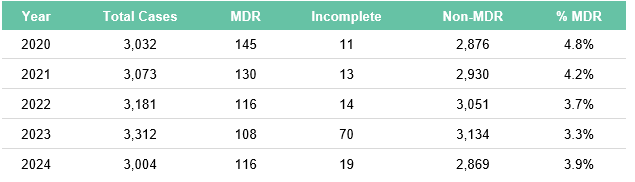 Year Total Cases MDR Incomplete Non-MDR % MDR
2020 3,032 145 11 2,876 4.8%
2021 3,073 130 13 2,930 4.2%
2022 3,181 116 14 3,051 3.7%
2023 3,312 108 70 3,134 3.3%
2024 3,004 116 19 2,869 3.9%